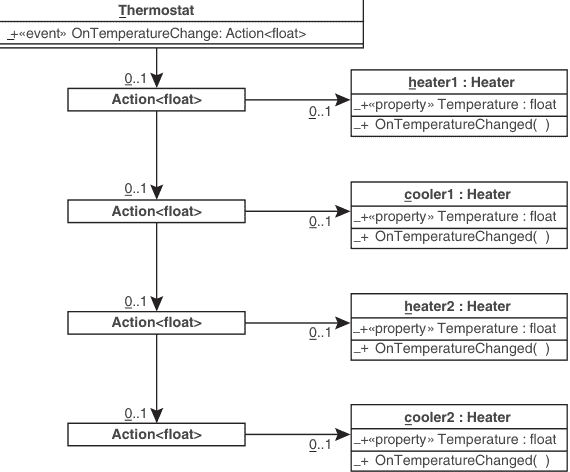 Thermostat
+«event» OnTemperatureChange: Action<float>
0..1
Action<float>
0..1
heater1 : Heater
+«property» Temperature : float
+ OnTemperatureChanged( )
0..1
Action<float>
0..1
cooler1 : Heater
+«property» Temperature : float
+ OnTemperatureChanged( )
0..1
Action<float>
0..1
heater2 : Heater
+«property» Temperature : float
+ OnTemperatureChanged( )
0..1
Action<float>
0..1
cooler2 : Heater
+«property» Temperature : float
+ OnTemperatureChanged( )